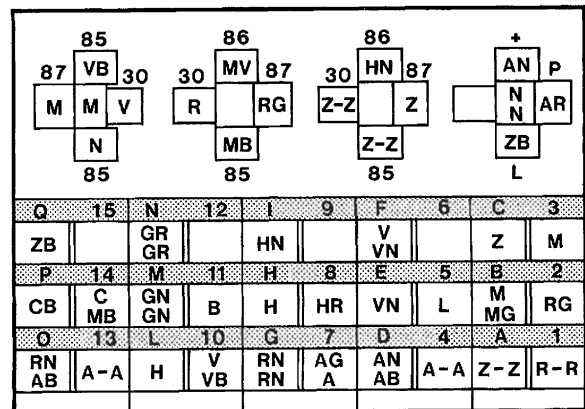 85 86 86 +
87 VB 30 30 MV 87 30 HN 87 AN P
M M V R RG Z-Z Z N N AR
N MB Z-Z ZB
85 85 85 L
Q 15 N 12 I 9 F 6 C 3
ZB GR GR HN V VN Z M
P 14 M 11 H 8 E 5 B 2
CB C MB GN GN B H HR VN L M MG RG
O 13 L 10 G 7 D 4 A 1
RN AB A-A H V VB RN RN AG A AN AB A-A Z-Z R-R